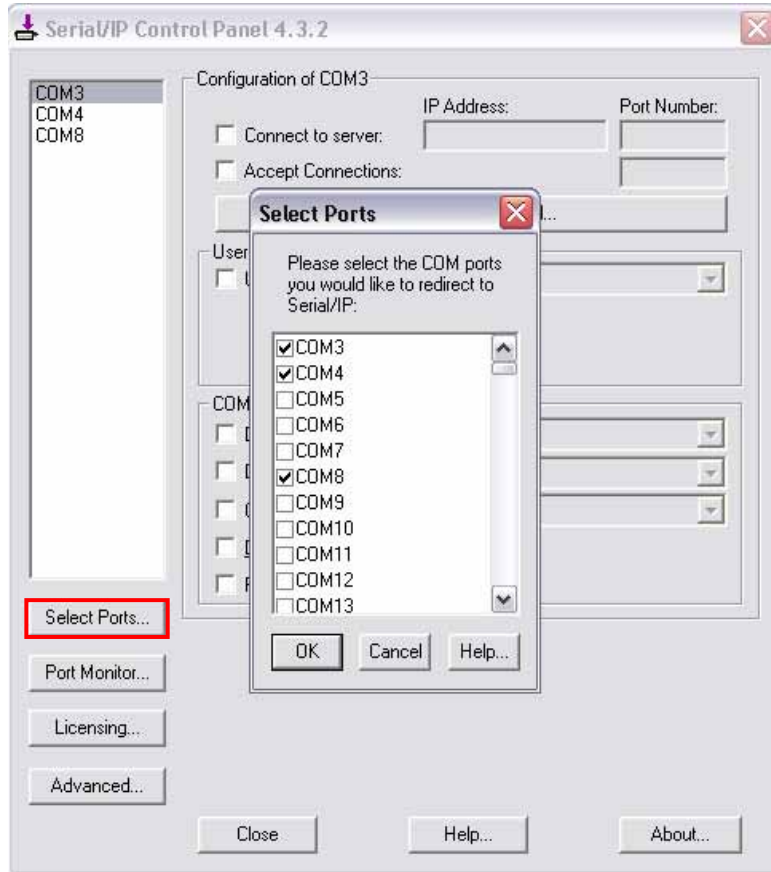 Serial/IP Control Panel 4.3.2
COM3
COM4
COM8
Configuration of COM3
IP Address:
Port Number:
Connect to server:
Accept Connections:
Select Ports
Please select the COM ports
you would like to redirect to
Serial/IP:
COM3
COM4
COM5
COM6
COM7
COM8
COM9
COM10
COM11
COM12
COM13
OK
Cancel
Help...
User
COM
Select Ports...
Port Monitor...
Licensing...
Advanced...
Close
Help...
About...